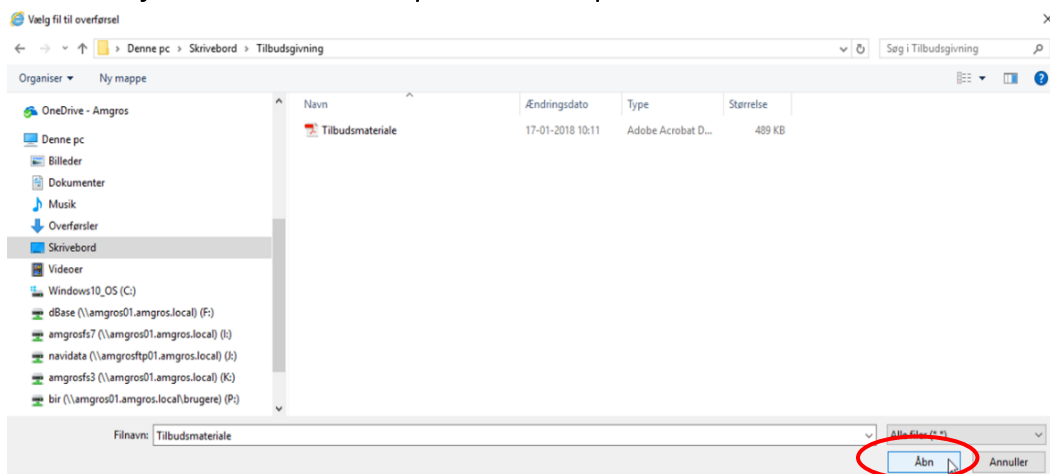 Vælg fil til overførsel
Denne pc > Skrivebord > Tilbudsgivning
Søg i Tilbudsgivning
Organiser
Ny mappe
Navn
Ændringsdato
Type
Størrelse
OneDrive - Amgros
Tilbudsmateriale
17-01-2018 10:11
Adobe Acrobat D...
489 KB
Denne pc
Billeder
Dokumenter
Musik
Overførsler
Skrivebord
Videoer
Windows10_OS (C:)
dBase (\\amgros01.amgros.local) (F:)
amgrosfs7 (\\amgros01.amgros.local) (I:)
navidata (\\amgrosftp01.amgros.local) (J:)
amgrosfs3 (\\amgros01.amgros.local) (K:)
bir (\\amgros01.amgros.local\brugere) (P:)
Filnavn:
Tilbudsmateriale
Alle filer (*.*)
Åbn
Annuller